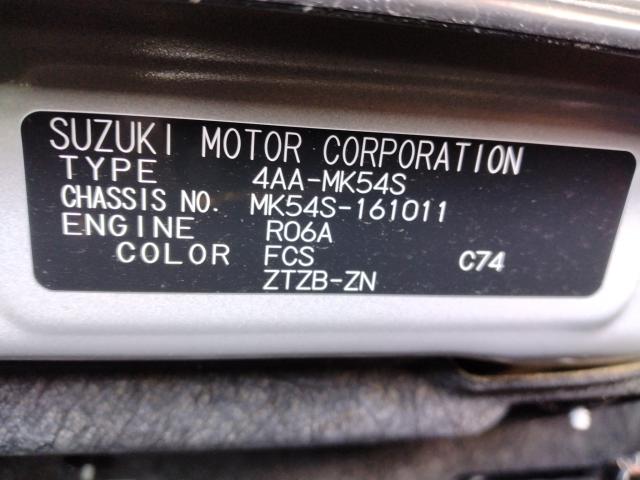 SUZUKI MOTOR CORPORATION
TYPE 4AA-MK54S
CHASSIS NO. MK54S-161011
ENGINE R06A
COLOR FCS C74
ZTZB-ZN